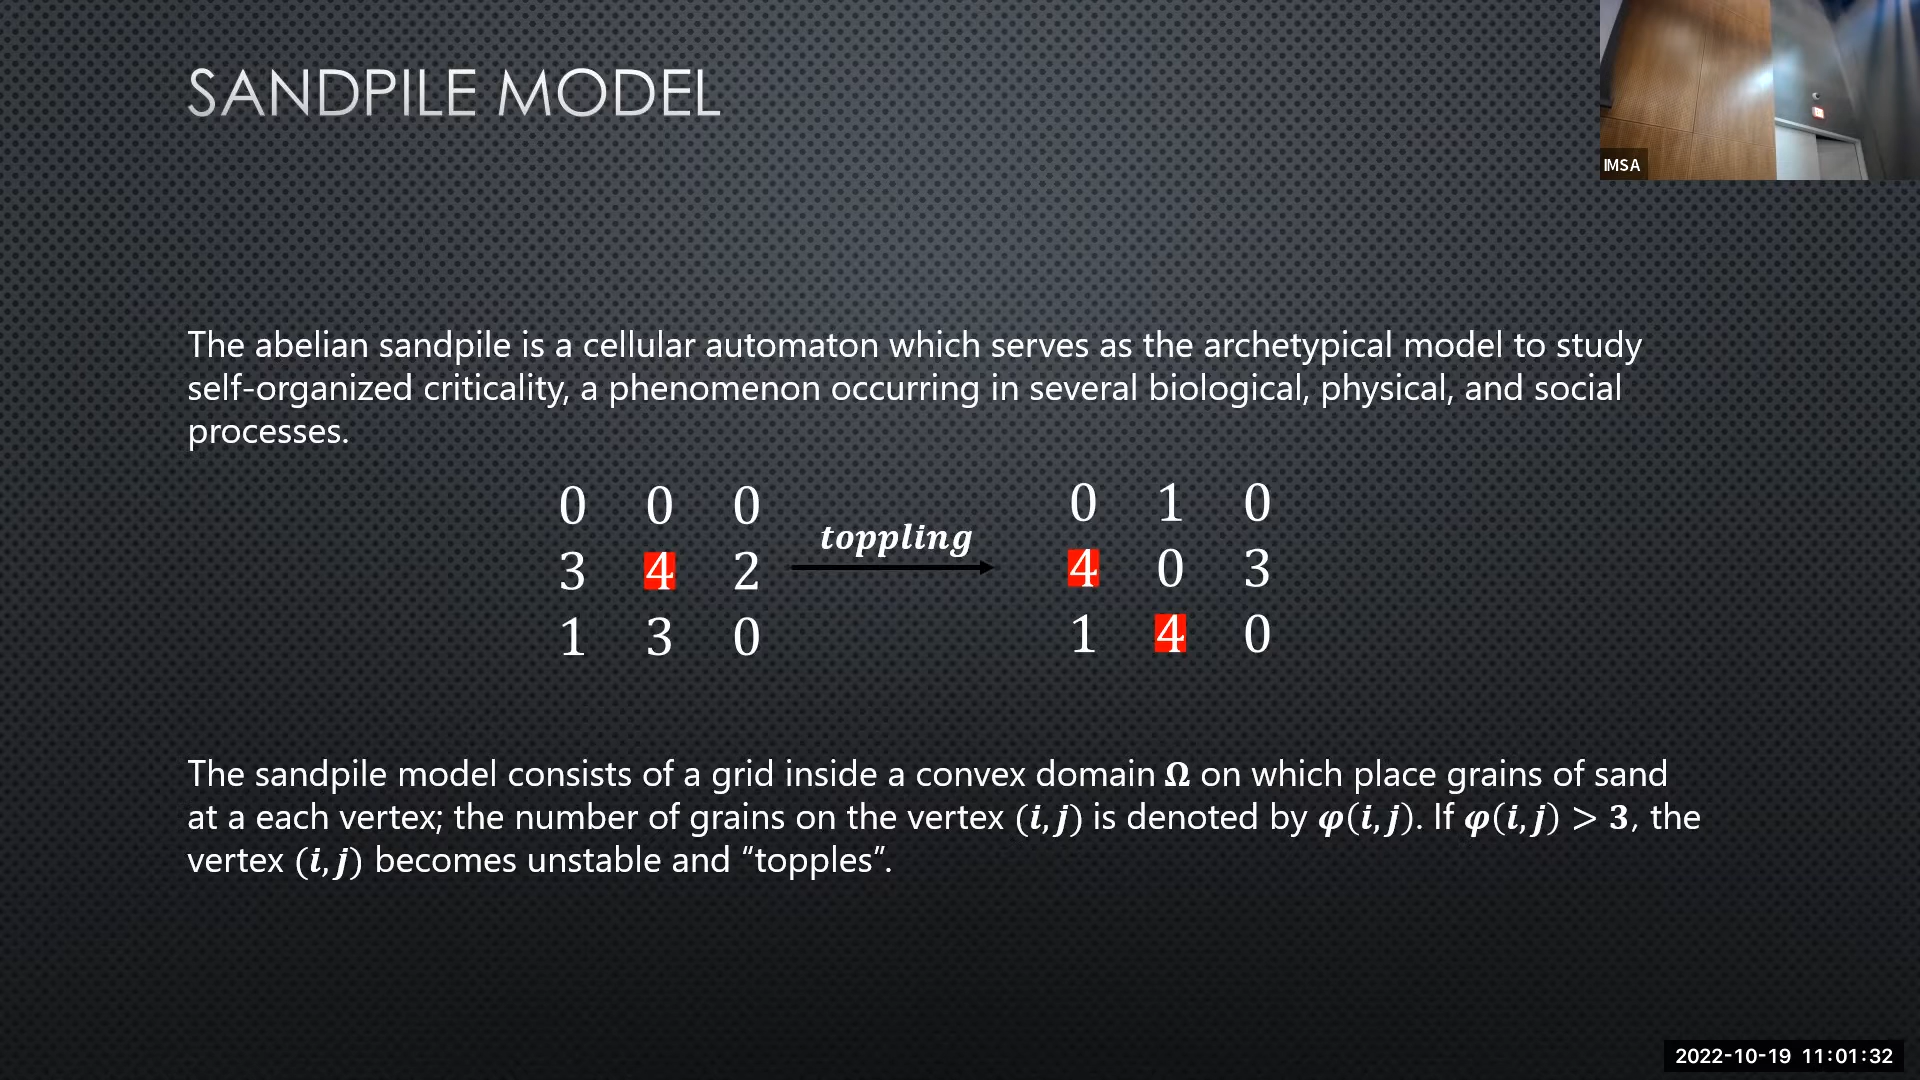 SANDPILE MODEL
IMSA
The abelian sandpile is a cellular automaton which serves as the archetypical model to study
self-organized criticality, a phenomenon occurring in several biological, physical, and social
processes.
0 0 0
3 4 2
1 3 0
toppling
0 1 0
4 0 3
1 4 0
The sandpile model consists of a grid inside a convex domain Ω on which place grains of sand
at a each vertex; the number of grains on the vertex (i,j) is denoted by φ(i,j). If φ(i,j) > 3, the
vertex (i,j) becomes unstable and “topples”.
2022-10-19 11:01:32